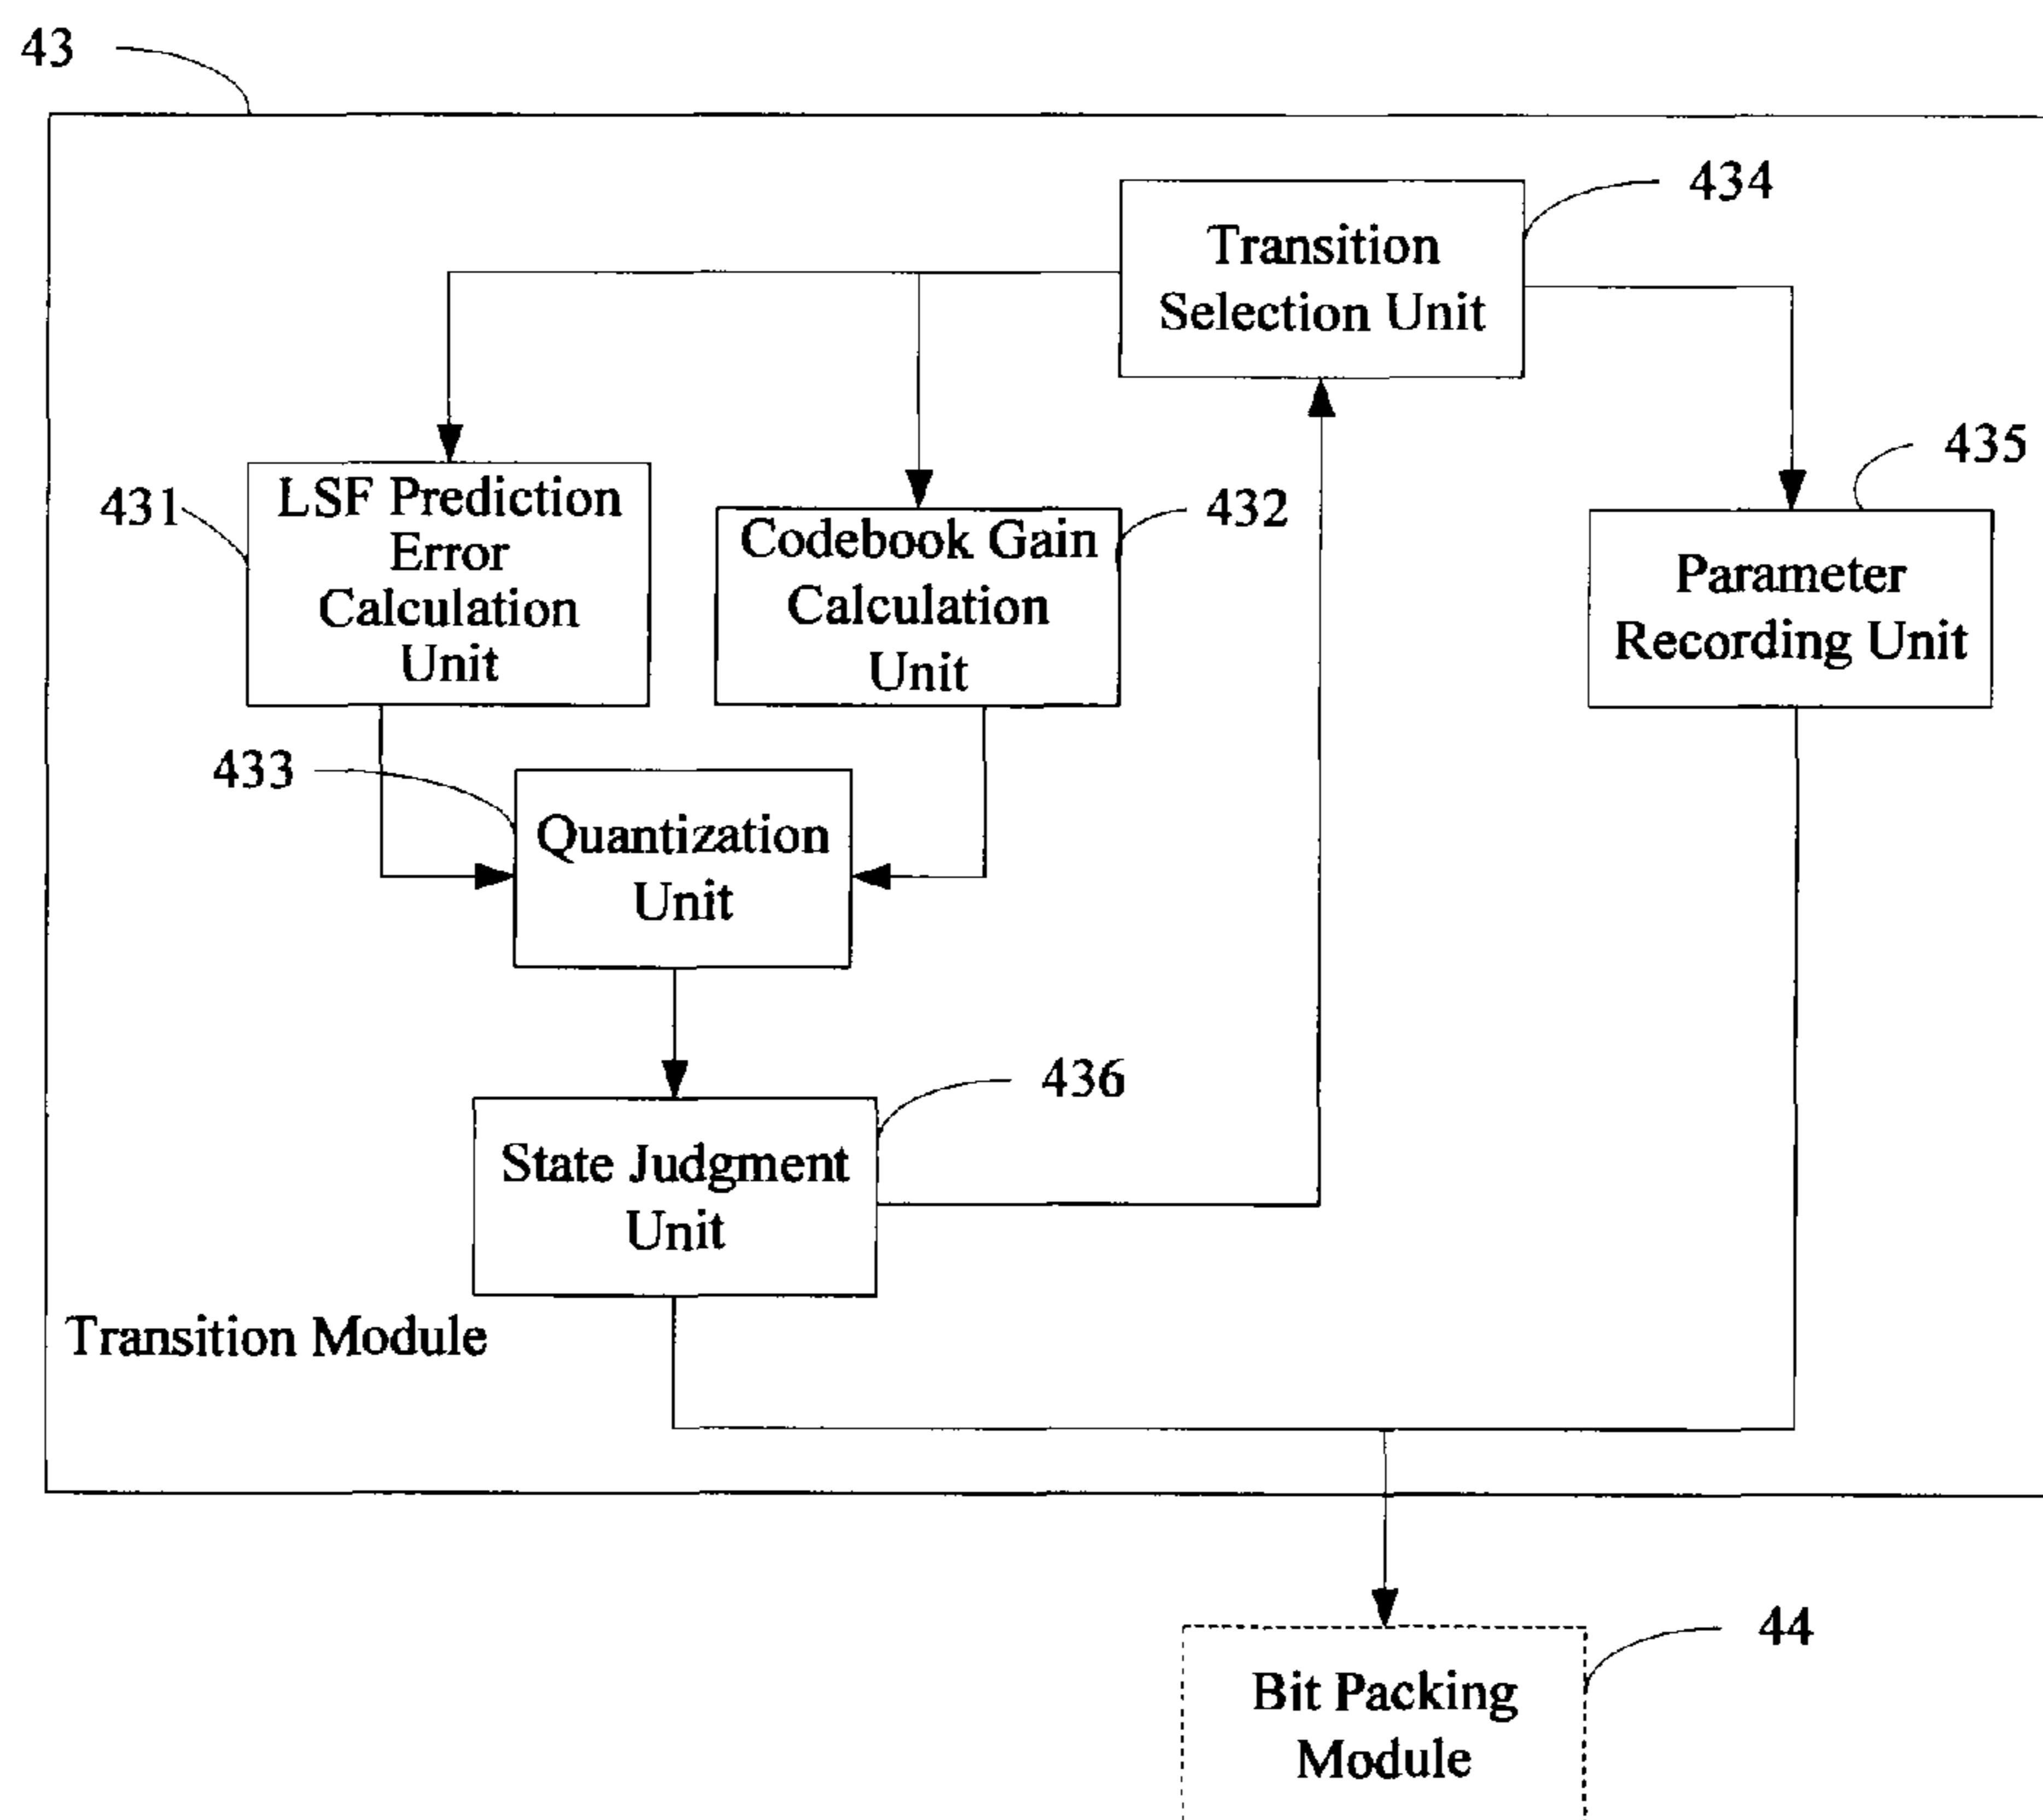 43
434
Transition
Selection Unit
435
431
LSF Prediction
Error
Calculation
Unit
432
Codebook Gain
Calculation
Unit
Parameter
Recording Unit
433
Quantization
Unit
436
State Judgment
Unit
Transition Module
44
Bit Packing
Module